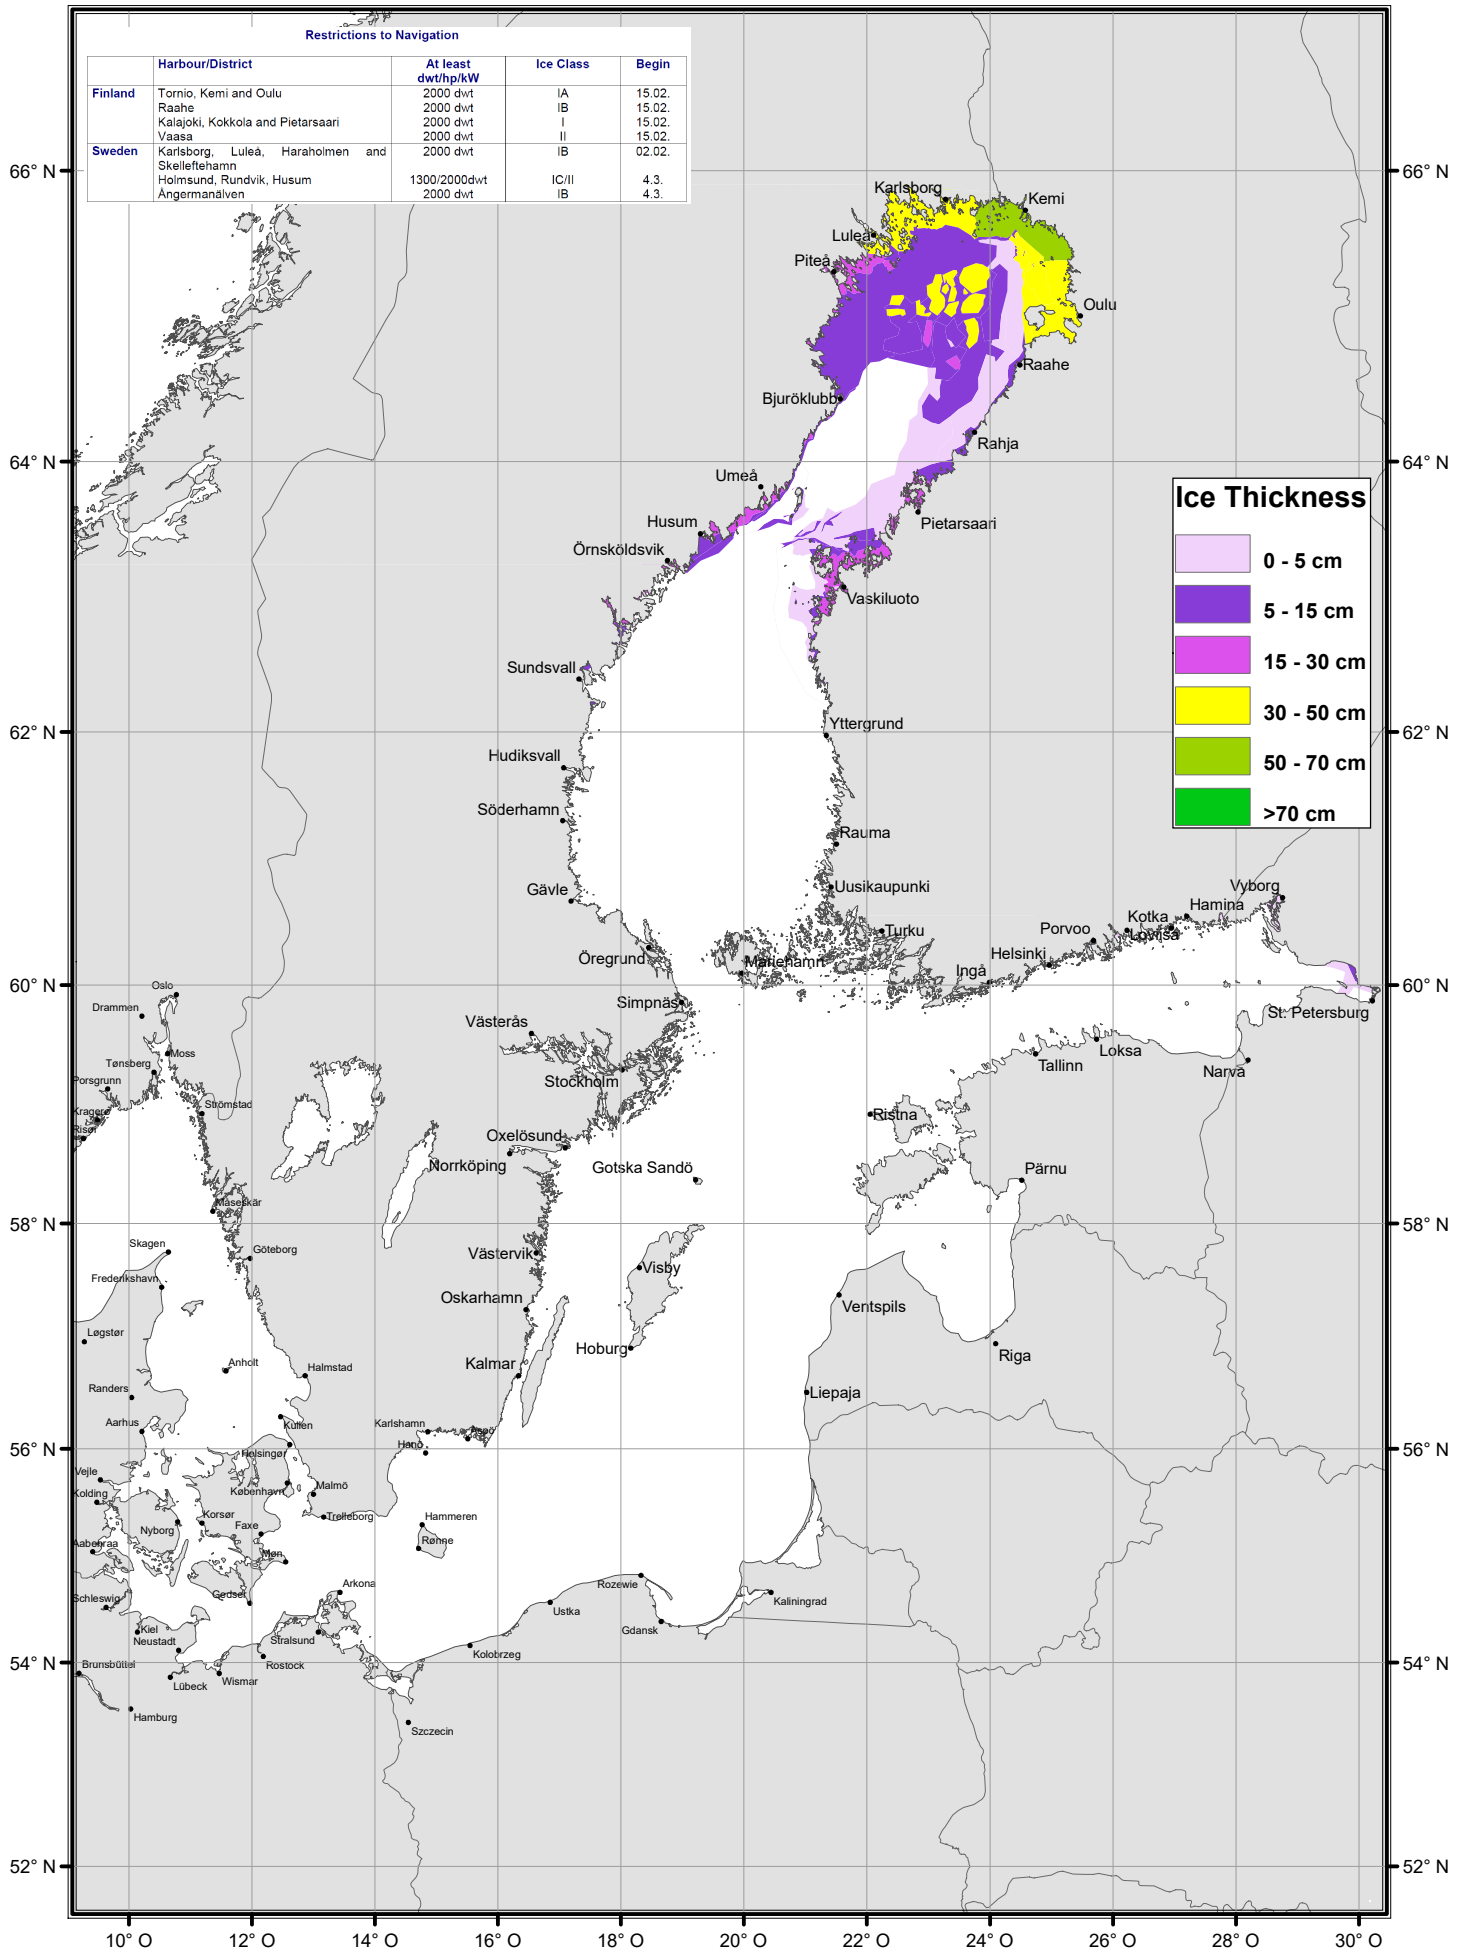 Restrictions to Navigation
Harbour/District At least dwt/hp/kW Ice Class Begin
Finland Tornio, Kemi and Oulu 2000 dwt IA 15.02.
Raahe 2000 dwt IB 15.02.
Kalajoki, Kokkola and Pietarsaari 2000 dwt I 15.02.
Vaasa 2000 dwt II 15.02.
Sweden Karlsborg, Luleå, Haraholmen and Skelleftehamn 2000 dwt IB 02.02.
Holmsund, Rundvik, Husum 1300/2000dwt IC/II 4.3.
Ångermanälven 2000 dwt IB 4.3.
66° N
66° N
Karlsborg
Kemi
Luleå
Piteå
Oulu
Raahe
Bjuröklubb
Rahja
64° N
64° N
Umeå
Pietarsaari
Husum
Örnsköldsvik
Vaskiluoto
Ice Thickness
0 - 5 cm
5 - 15 cm
15 - 30 cm
30 - 50 cm
50 - 70 cm
>70 cm
Sundsvall
Yttergrund
62° N
62° N
Hudiksvall
Söderhamn
Rauma
Gävle
Uusikaupunki
Vyborg
Hamina
Kotka
Lovisa
Porvoo
Turku
Helsinki
Öregrund
Mariehamn
Ingå
60° N
60° N
Oslo
Drammen
Simpnäs
St. Petersburg
Västerås
Moss
Tønsberg
Loksa
Tallinn
Narva
Porsgrunn
Stockholm
Strömstad
Kragerø
Ristna
Risør
Oxelösund
Norrköping
Gotska Sandö
Pärnu
Måseskär
58° N
58° N
Skagen
Göteborg
Västervik
Visby
Frederikshavn
Oskarhamn
Ventspils
Løgstør
Hoburg
Riga
Anholt
Halmstad
Kalmar
Randers
Liepaja
Aarhus
Kullen
Karlshamn
Aspö
Hanö
56° N
56° N
Helsingør
Vejle
København
Malmö
Kolding
Korsør
Trelleborg
Hammeren
Nyborg
Faxe
Rønne
Aabenraa
Møn
Arkona
Rozewie
Schleswig
Gedser
Kaliningrad
Ustka
Kiel
Gdansk
Neustadt
Stralsund
Kolobrzeg
54° N
54° N
Brunsbüttel
Rostock
Wismar
Lübeck
Hamburg
Szczecin
52° N
52° N
10° O 12° O 14° O 16° O 18° O 20° O 22° O 24° O 26° O 28° O 30° O